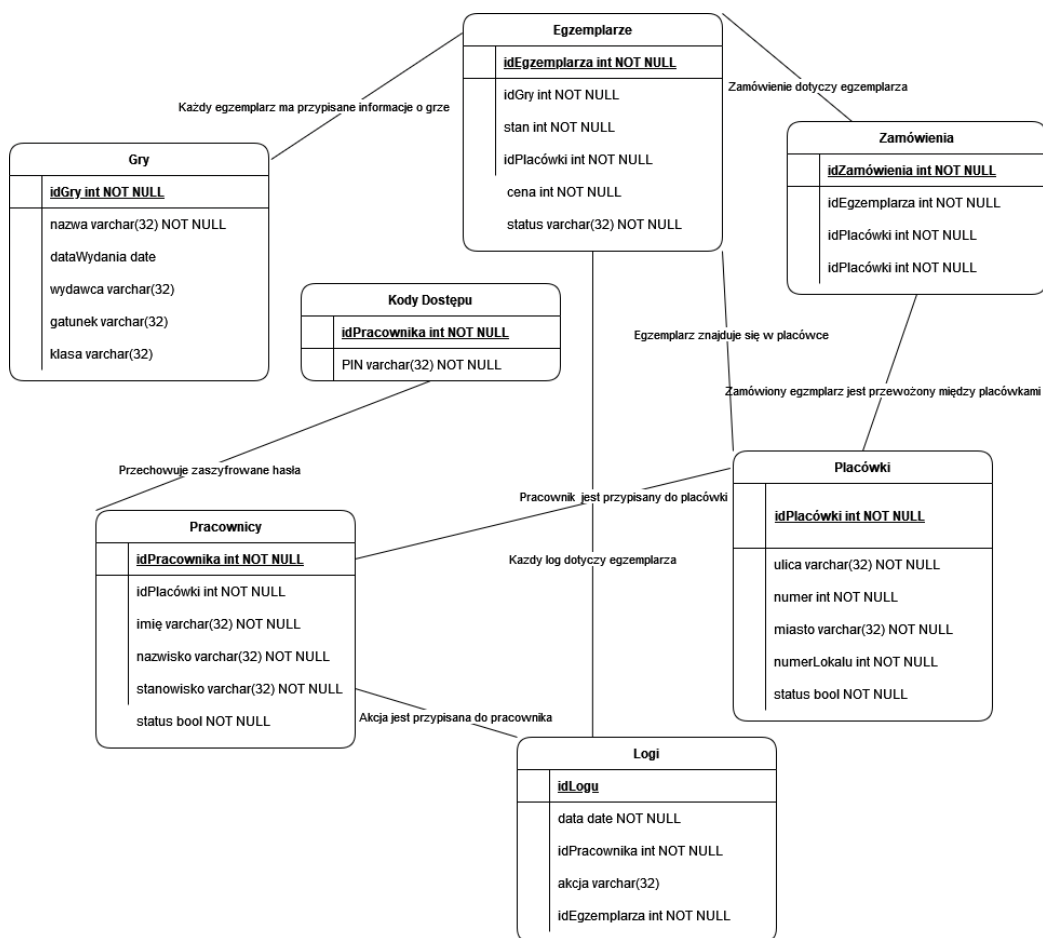 Egzemplarze
idEgzemplarza int NOT NULL
idGry int NOT NULL
stan int NOT NULL
idPlacówki int NOT NULL
cena int NOT NULL
status varchar(32) NOT NULL
Każdy egzemplarz ma przypisane informacje o grze
Zamówienie dotyczy egzemplarza
Gry
idGry int NOT NULL
nazwa varchar(32) NOT NULL
dataWydania date
wydawca varchar(32)
gatunek varchar(32)
klasa varchar(32)
Zamówienia
idZamówienia int NOT NULL
idEgzemplarza int NOT NULL
idPlacówki int NOT NULL
idPlacówki int NOT NULL
Kody Dostępu
idPracownika int NOT NULL
PIN varchar(32) NOT NULL
Egzemplarz znajduje się w placówce
Zamówiony egzmplarz jest przewożony między placówkami
Przechowuje zaszyfrowane hasła
Pracownik jest przypisany do placówki
Placówki
idPlacówki int NOT NULL
ulica varchar(32) NOT NULL
numer int NOT NULL
miasto varchar(32) NOT NULL
numerLokalu int NOT NULL
status bool NOT NULL
Pracownicy
idPracownika int NOT NULL
idPlacówki int NOT NULL
imię varchar(32) NOT NULL
nazwisko varchar(32) NOT NULL
stanowisko varchar(32) NOT NULL
status bool NOT NULL
Kazdy log dotyczy egzemplarza
Akcja jest przypisana do pracownika
Logi
idLogu
data date NOT NULL
idPracownika int NOT NULL
akcja varchar(32)
idEgzemplarza int NOT NULL